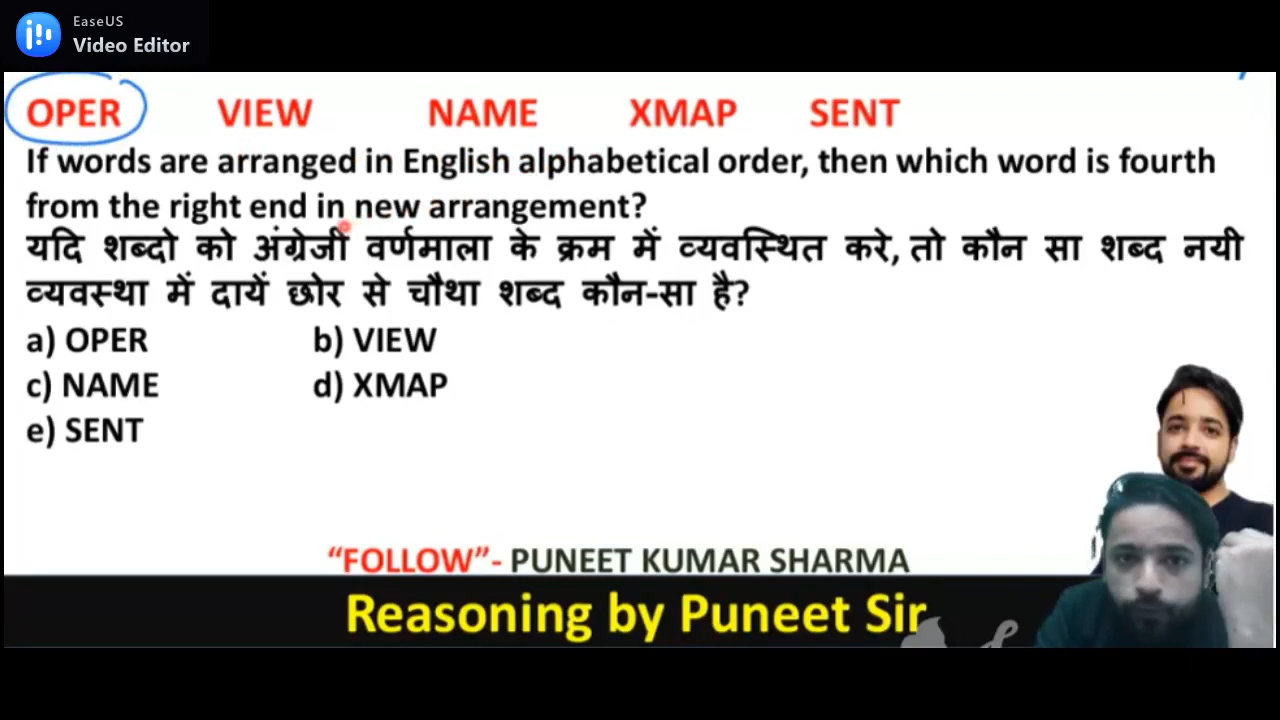 EaseUS
Video Editor
OPER VIEW NAME XMAP SENT
If words are arranged in English alphabetical order, then which word is fourth
from the right end in new arrangement?
यदि शब्दो को अंग्रेजी वर्णमाला के क्रम में व्यवस्थित करे, तो कौन सा शब्द नयी
व्यवस्था में दायें छोर से चौथा शब्द कौन-सा है?
a) OPER b) VIEW
c) NAME d) XMAP
e) SENT
“FOLLOW”- PUNEET KUMAR SHARMA
Reasoning by Puneet Sir